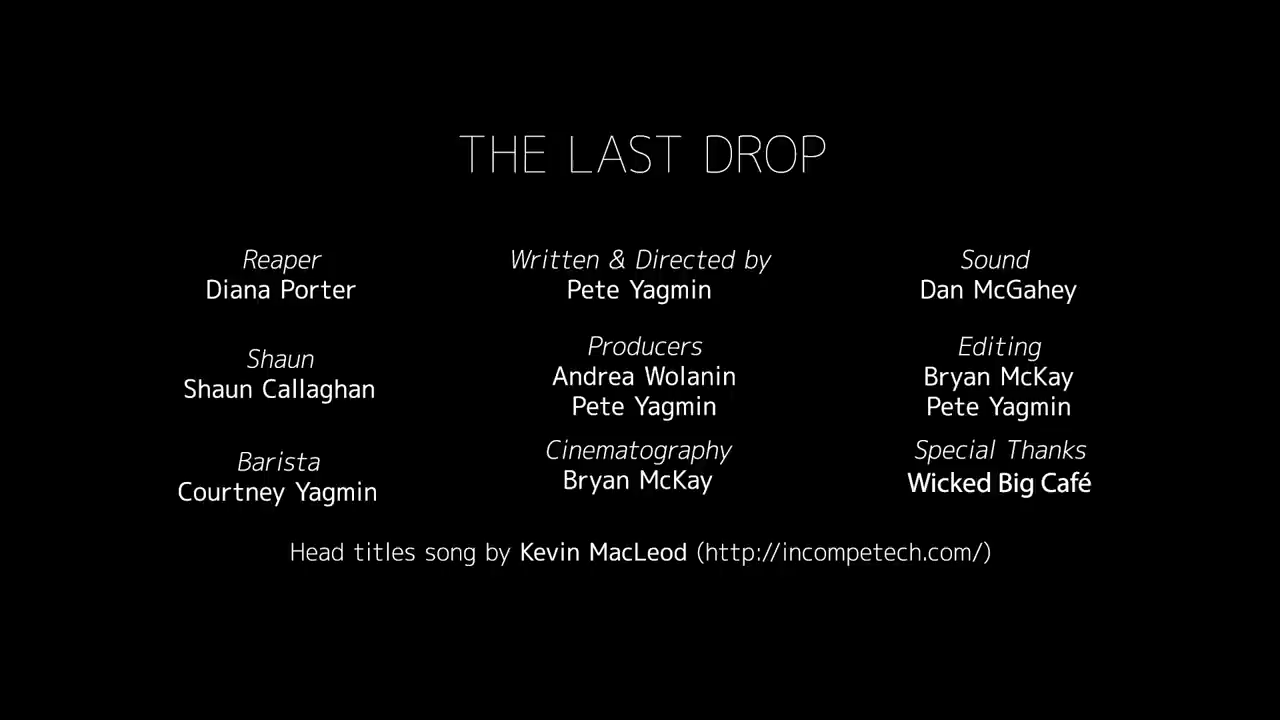 THE LAST DROP
Reaper
Diana Porter
Shaun
Shaun Callaghan
Barista
Courtney Yagmin
Written & Directed by
Pete Yagmin
Producers
Andrea Wolanin
Pete Yagmin
Cinematography
Bryan McKay
Sound
Dan McGahey
Editing
Bryan McKay
Pete Yagmin
Special Thanks
Wicked Big Café
Head titles song by Kevin MacLeod (http://incompetech.com/)